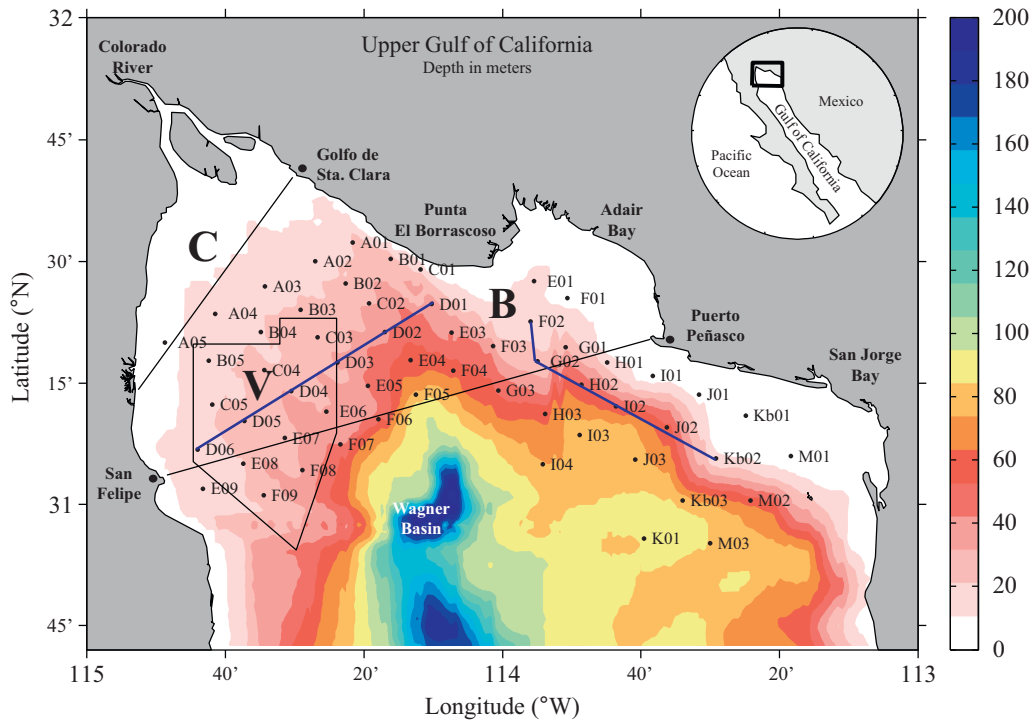 Upper Gulf of California
Depth in meters
Colorado
River
Golfo de
Sta. Clara
Punta
El Borrascoso
Adair
Bay
Puerto
Peñasco
San Jorge
Bay
San
Felipe
Wagner
Basin
Mexico
Gulf of California
Pacific
Ocean
C
B
V
A01
A02
A03
A04
A05
B01
B02
B03
B04
B05
C01
C02
C03
C04
C05
D01
D02
D03
D04
D05
D06
E01
E03
E04
E05
E06
E07
E08
E09
F01
F02
F03
F04
F05
F06
F07
F08
F09
G01
G02
G03
H01
H02
H03
I01
I02
I03
I04
J01
J02
J03
Kb01
Kb02
Kb03
K01
M01
M02
M03
Latitude (°N)
32
45’
30’
15’
31
45’
115
40’
20’
114
40’
20’
113
Longitude (°W)
200
180
160
140
120
100
80
60
40
20
0